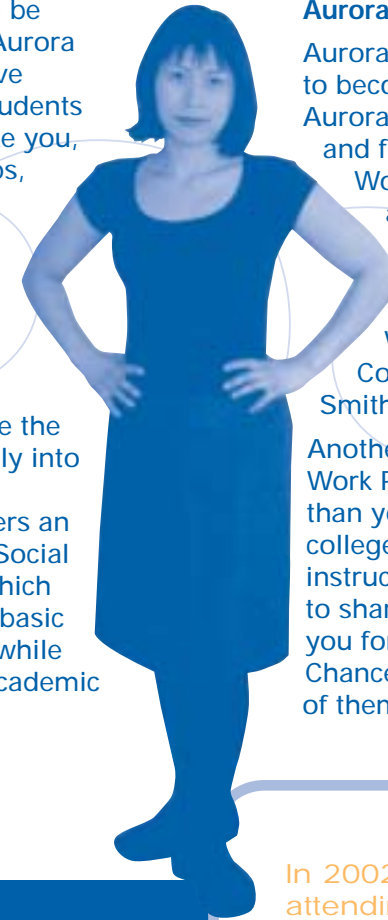 be
Aurora
ve
udents
e you,
os,
e the
ly into
ers an
Social
hich
basic
while
cademic
Aurora
Aurora
to beco
Aurora
and f
Wo
a
W
Co
Smith
Anothe
Work P
than yo
college
instruc
to shar
you for
Chance
of then
In 2002
attendin